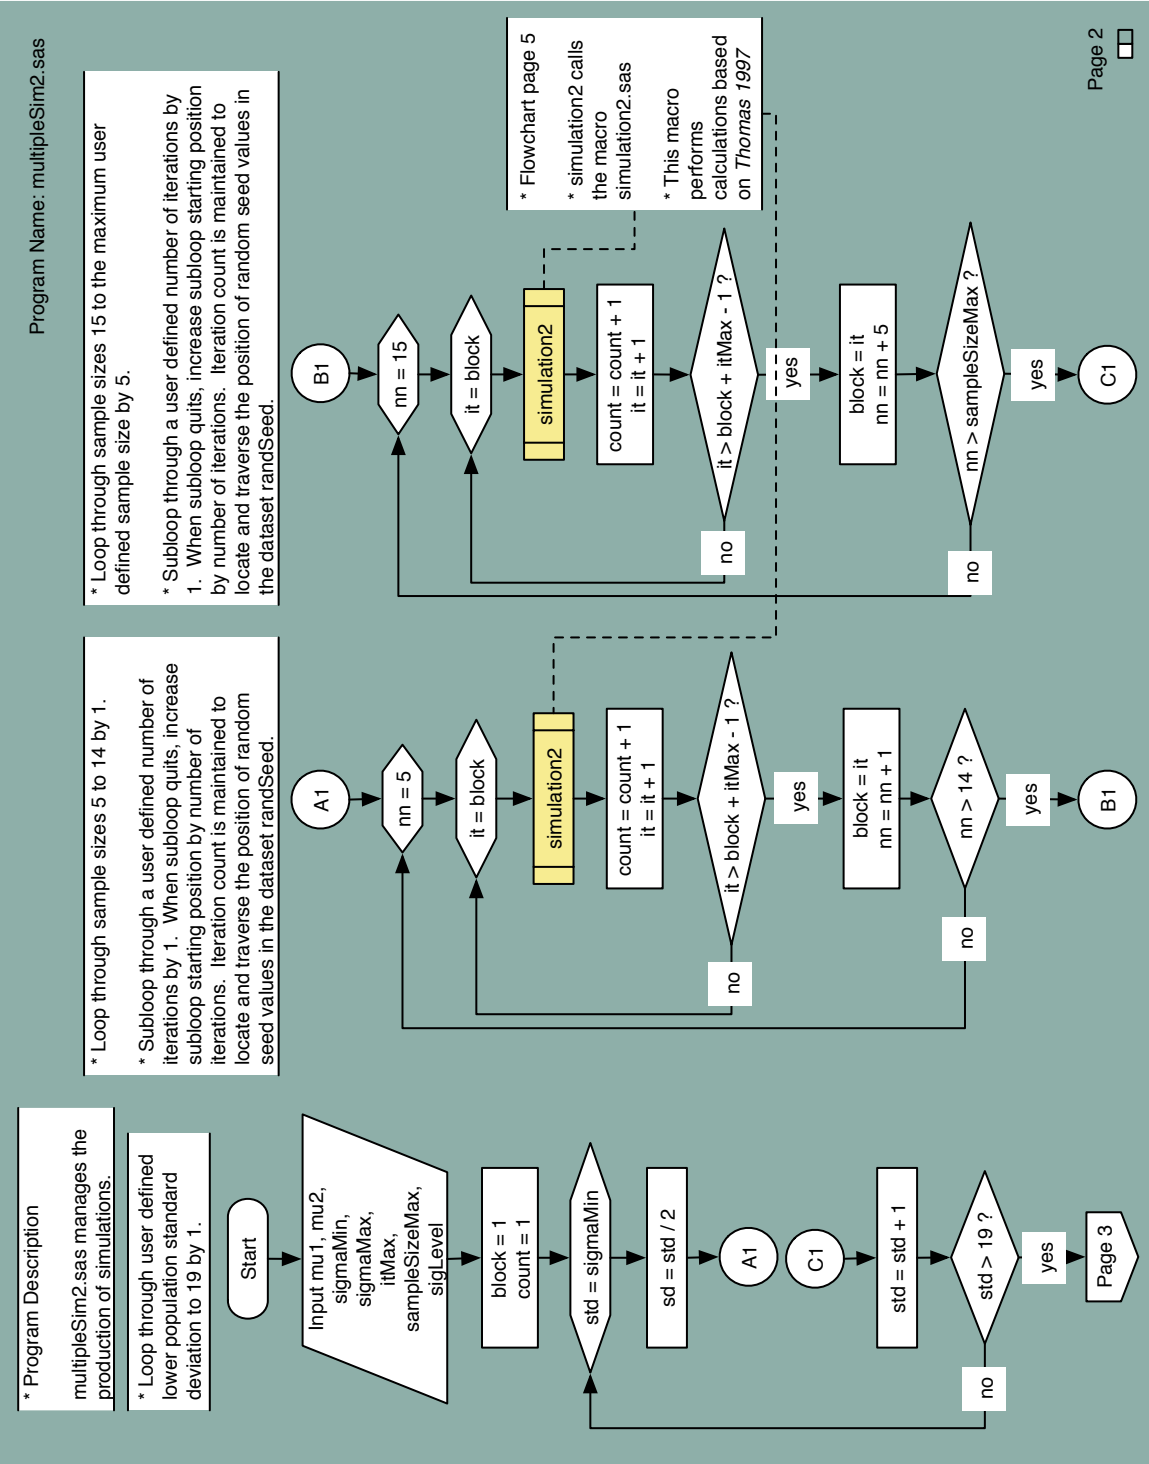 Program Name: multipleSim2.sas
* Program Description
multipleSim2.sas manages the
production of simulations.
* Loop through user defined
lower population standard
deviation to 19 by 1.
Start
Input mu1, mu2,
sigmaMin,
sigmaMax,
itMax,
sampleSizeMax,
sigLevel
block = 1
count = 1
std = sigmaMin
sd = std / 2
A1
C1
std = std + 1
std > 19 ?
no
yes
Page 3
* Loop through sample sizes 5 to 14 by 1.
* Subloop through a user defined number of
iterations by 1.  When subloop quits, increase
subloop starting position by number of
iterations.  Iteration count is maintained to
locate and traverse the position of random
seed values in the dataset randSeed.
A1
nn = 5
it = block
simulation2
count = count + 1
it = it + 1
it > block + itMax - 1 ?
no
yes
block = it
nn = nn + 1
nn > 14 ?
no
yes
B1
* Loop through sample sizes 15 to the maximum user
defined sample size by 5.
* Subloop through a user defined number of iterations by
1.  When subloop quits, increase subloop starting position
by number of iterations.  Iteration count is maintained to
locate and traverse the position of random seed values in
the dataset randSeed.
B1
nn = 15
it = block
simulation2
count = count + 1
it = it + 1
it > block + itMax - 1 ?
no
yes
block = it
nn = nn + 5
nn > sampleSizeMax ?
no
yes
C1
* Flowchart page 5
* simulation2 calls
the macro
simulation2.sas
* This macro
performs
calculations based
on Thomas 1997
Page 2